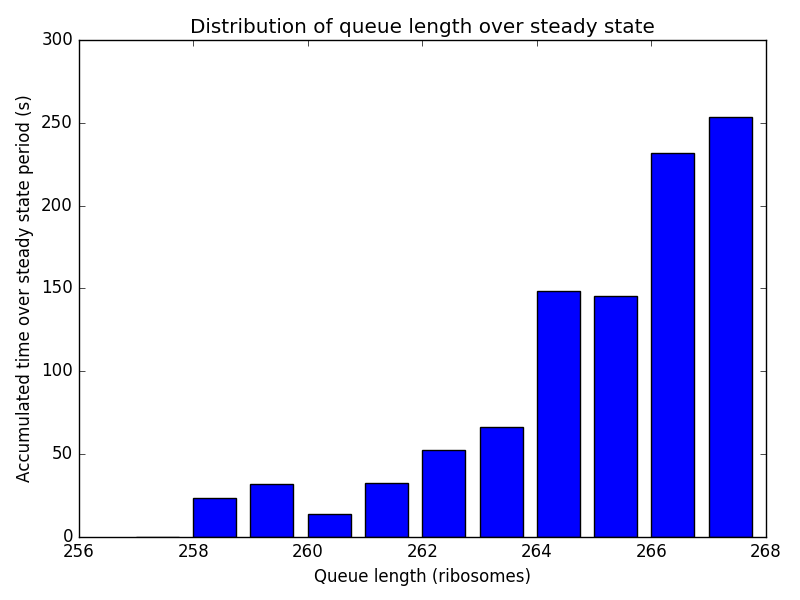 Distribution of queue length over steady state
300
250
200
150
100
50
0
Accumulated time over steady state period (s)
256 258 260 262 264 266 268
Queue length (ribosomes)